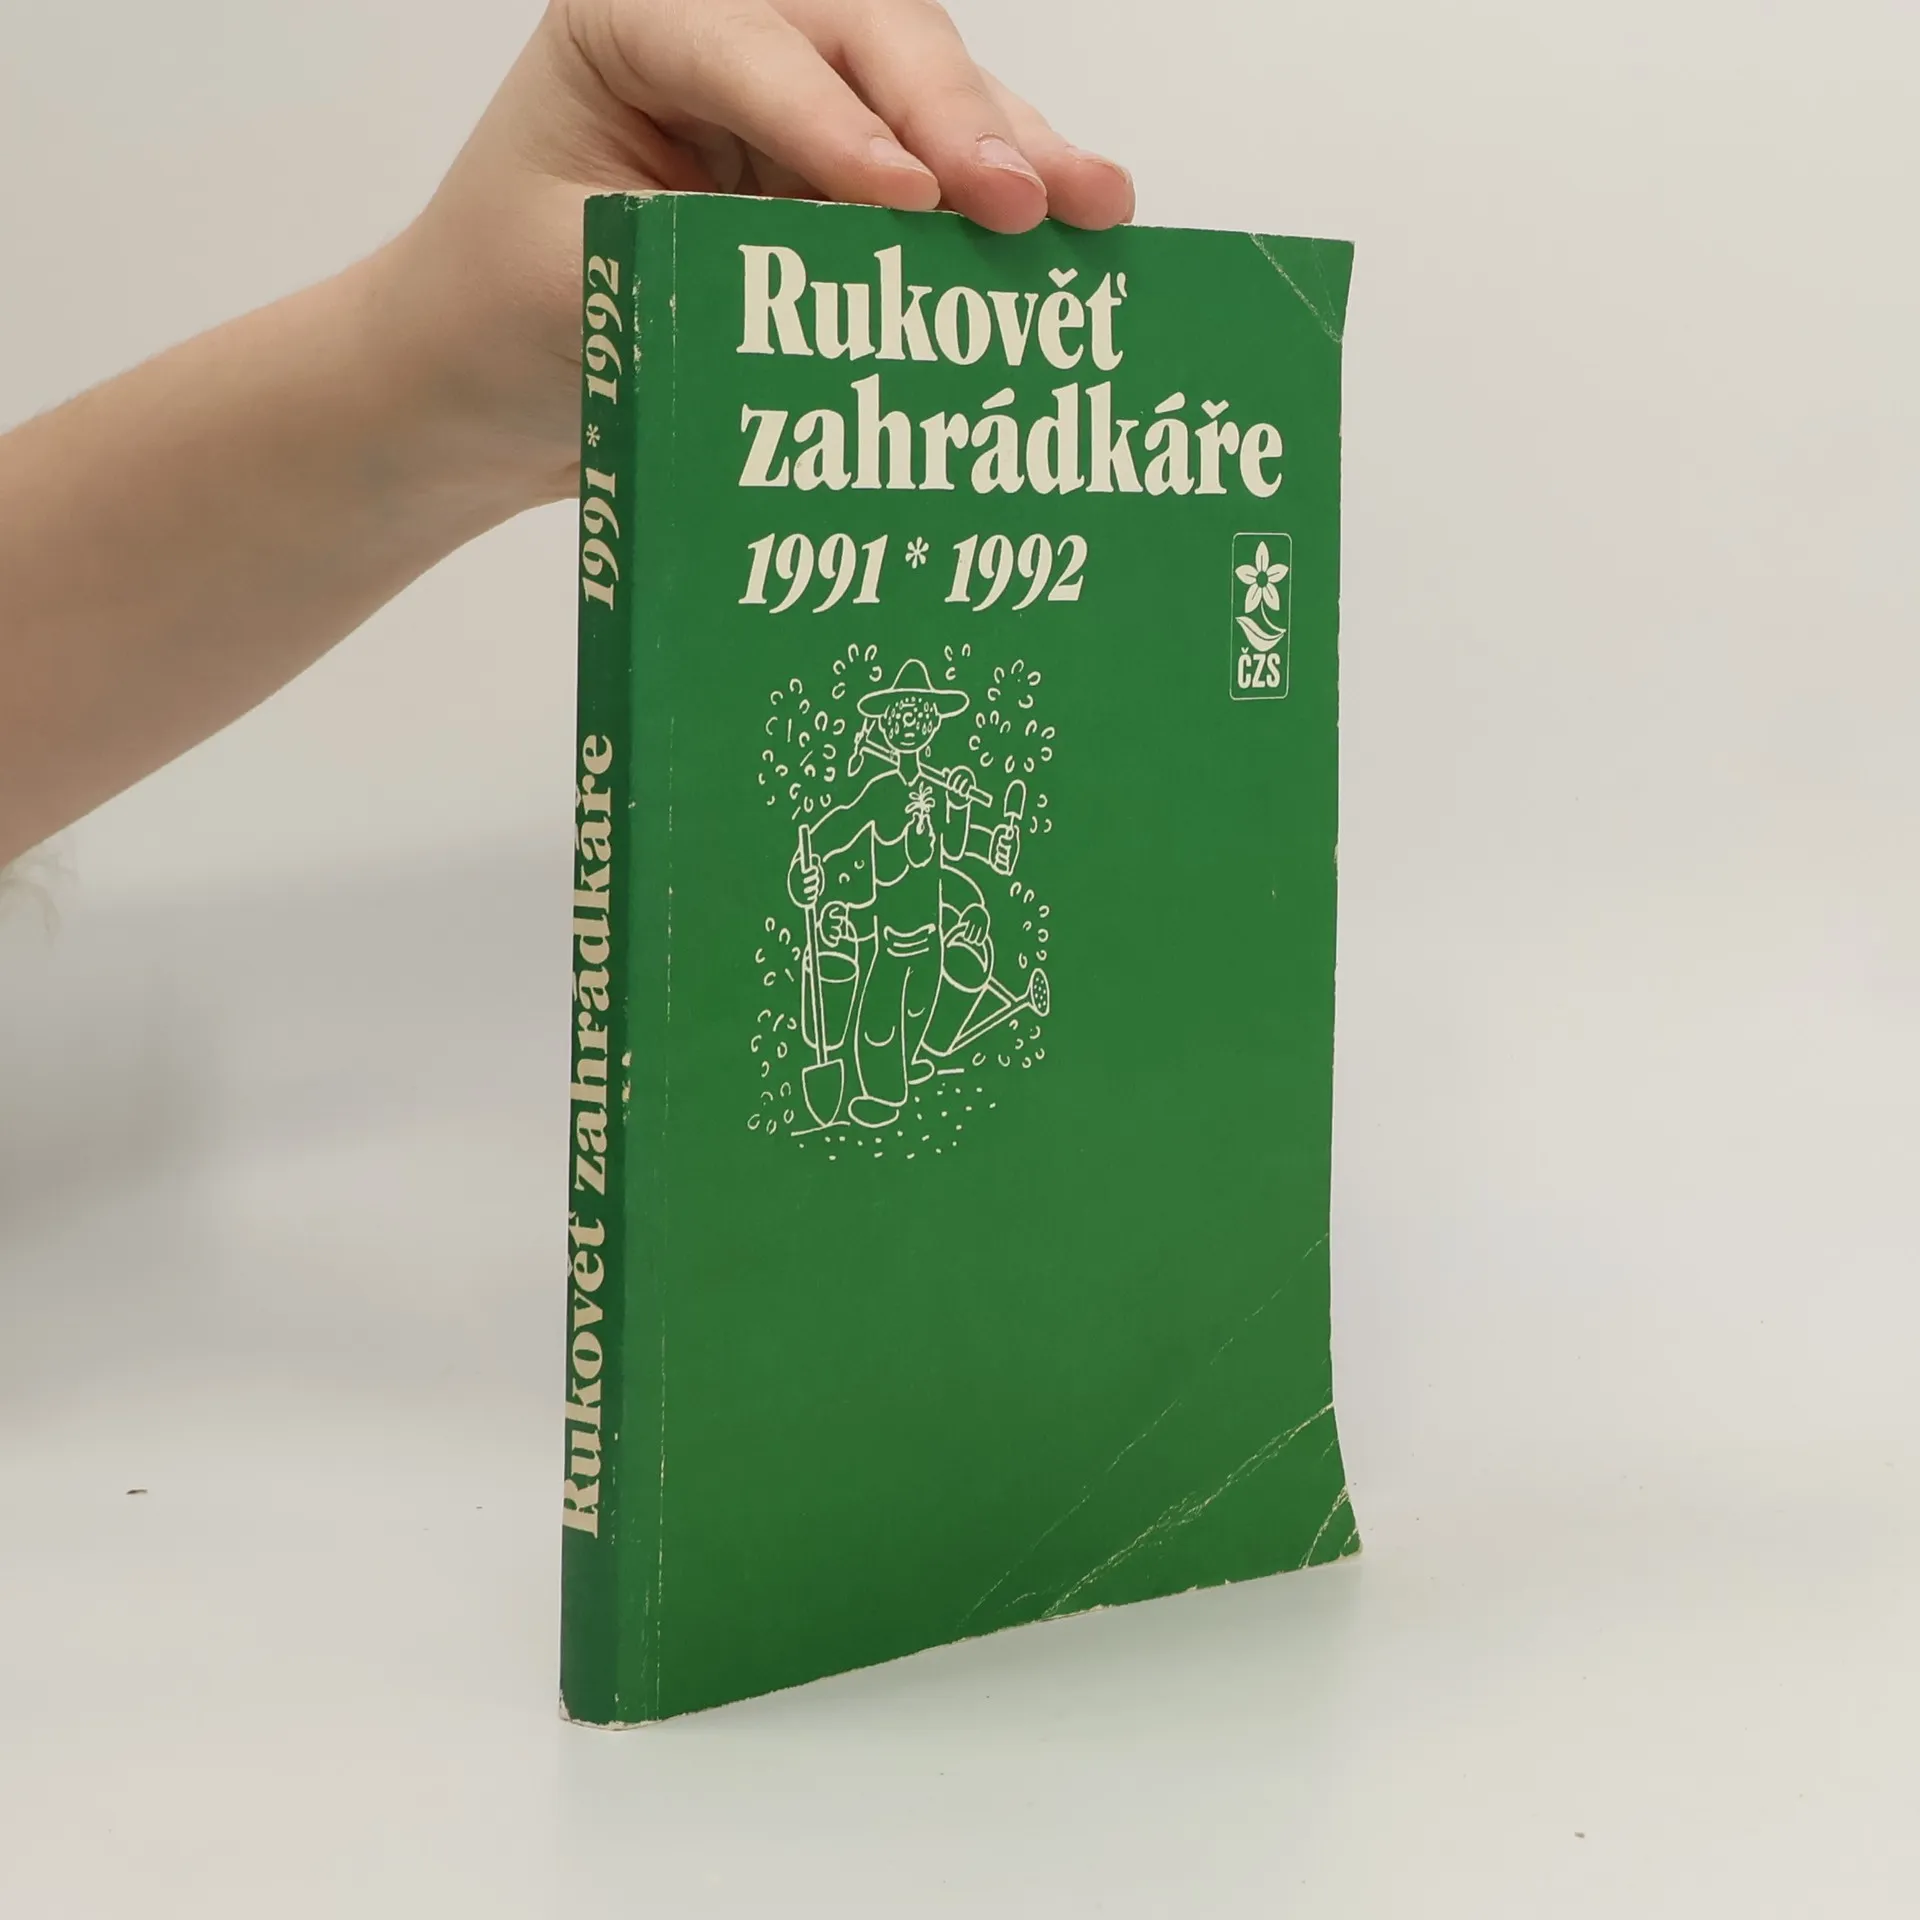 Rukověť
zahrádkáře
1991 * 1992
ČZS
Rukověť zahrádkáře 1991 * 1992